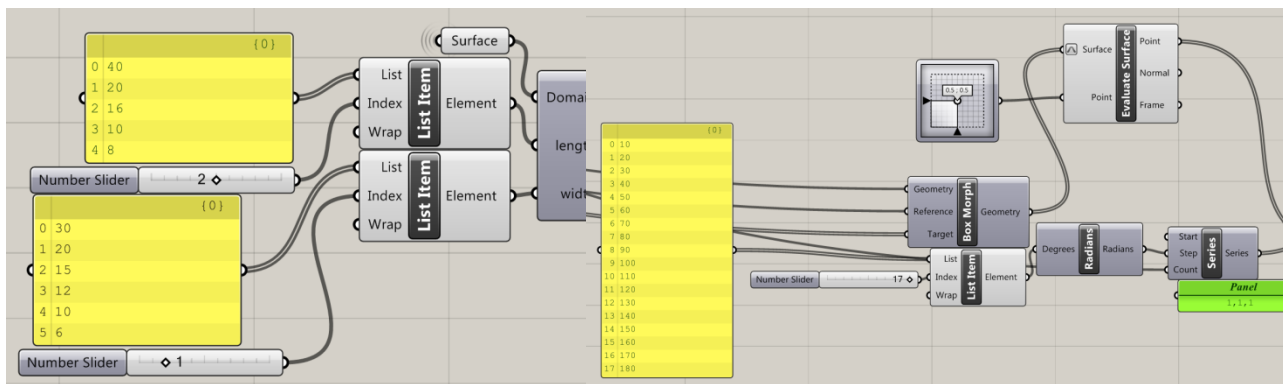 {0}
0 40
1 20
2 16
3 10
4 8
Number Slider 2
{0}
0 30
1 20
2 15
3 12
4 10
5 6
Number Slider 1
Surface
List
Index
Wrap
List Item
Element
List
Index
Wrap
List Item
Element
Domai
lengt
widt
{0}
0 10
1 20
2 30
3 40
4 50
5 60
6 70
7 80
8 90
9 100
10 110
11 120
12 130
13 140
14 150
15 160
16 170
17 180
0.5, 0.5
Surface
Point
Evaluate Surface
Point
Normal
Frame
Geometry
Reference
Target
Box Morph
Geometry
Number Slider 17
List
Index
Wrap
List Item
Element
Degrees
Radians
Radians
Start
Step
Count
Series
Series
Panel
1,1,1